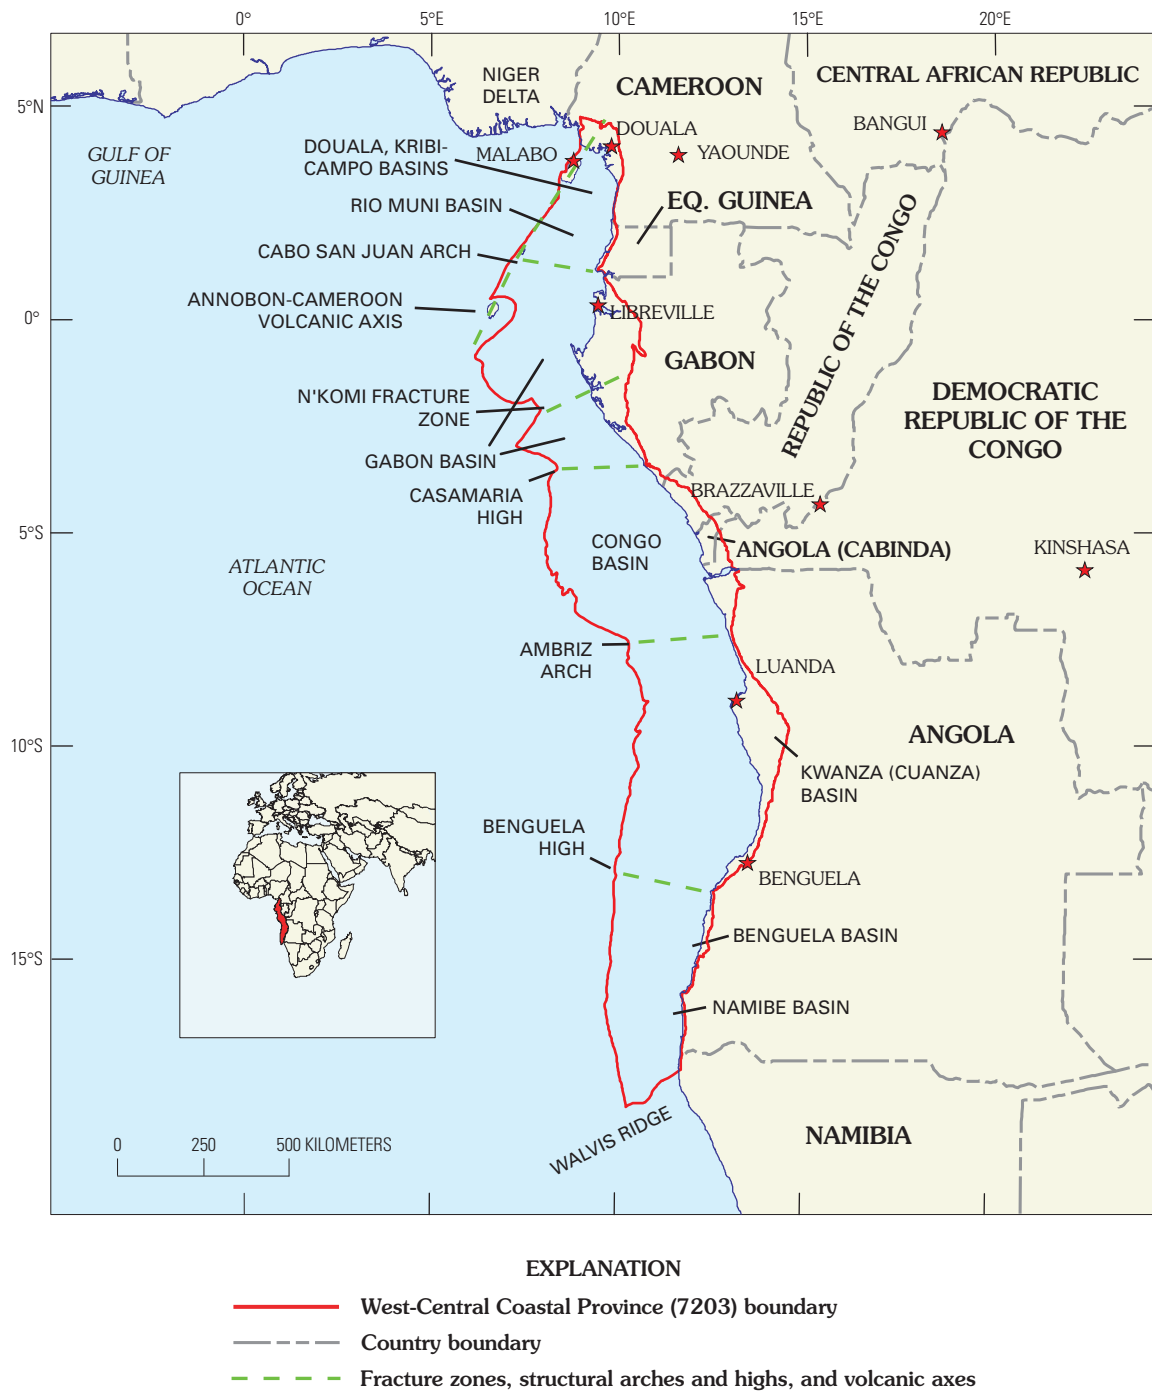 0°
5°E
10°E
15°E
20°E
5°N
0°
5°S
10°S
15°S
NIGER
DELTA
CAMEROON
CENTRAL AFRICAN REPUBLIC
BANGUI
GULF OF
GUINEA
DOUALA, KRIBI-
CAMPO BASINS
MALABO
DOUALA
YAOUNDE
RIO MUNI BASIN
EQ. GUINEA
CABO SAN JUAN ARCH
ANNOBON-CAMEROON
VOLCANIC AXIS
LIBREVILLE
GABON
REPUBLIC OF THE CONGO
DEMOCRATIC
REPUBLIC OF THE
CONGO
N'KOMI FRACTURE
ZONE
GABON BASIN
CASAMARIA
HIGH
BRAZZAVILLE
CONGO
BASIN
ANGOLA (CABINDA)
KINSHASA
ATLANTIC
OCEAN
AMBRIZ
ARCH
LUANDA
ANGOLA
KWANZA (CUANZA)
BASIN
BENGUELA
HIGH
BENGUELA
BENGUELA BASIN
NAMIBE BASIN
WALVIS RIDGE
NAMIBIA
0 250 500 KILOMETERS
EXPLANATION
West-Central Coastal Province (7203) boundary
Country boundary
Fracture zones, structural arches and highs, and volcanic axes